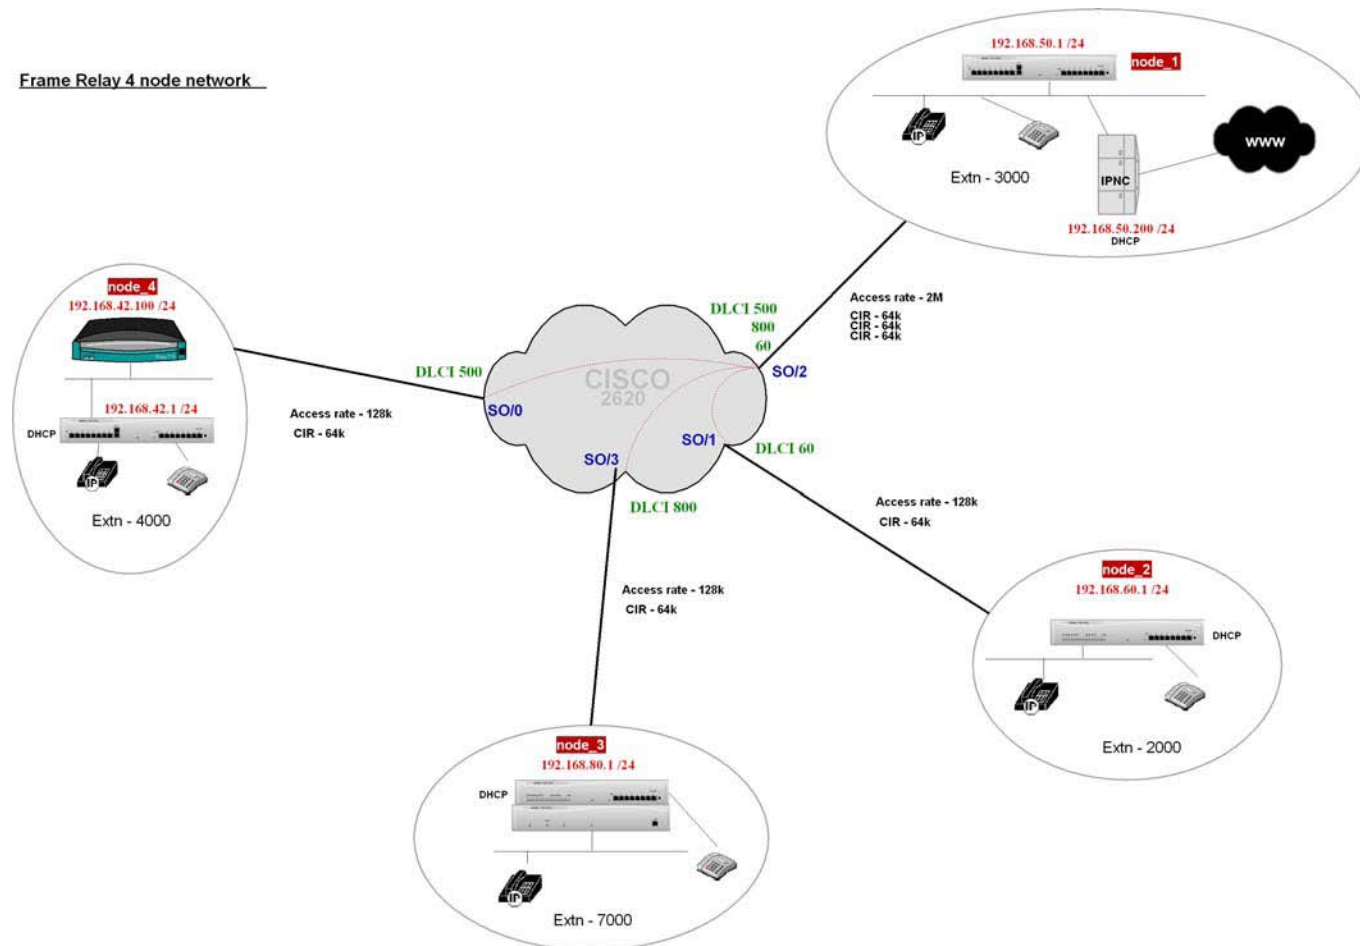 Frame Relay 4 node network
192.168.50.1 /24
node_1
IP
Extn - 3000
IPNC
www
192.168.50.200 /24
DHCP
node_4
192.168.42.100 /24
192.168.42.1 /24
DHCP
IP
Extn - 4000
DLCI 500
Access rate - 128k
CIR - 64k
DLCI 500
800
60
Access rate - 2M
CIR - 64k
CIR - 64k
CIR - 64k
CISCO
2620
SO/0
SO/2
SO/1
SO/3
DLCI 60
DLCI 800
Access rate - 128k
CIR - 64k
Access rate - 128k
CIR - 64k
node_2
192.168.60.1 /24
DHCP
IP
Extn - 2000
node_3
192.168.80.1 /24
DHCP
IP
Extn - 7000